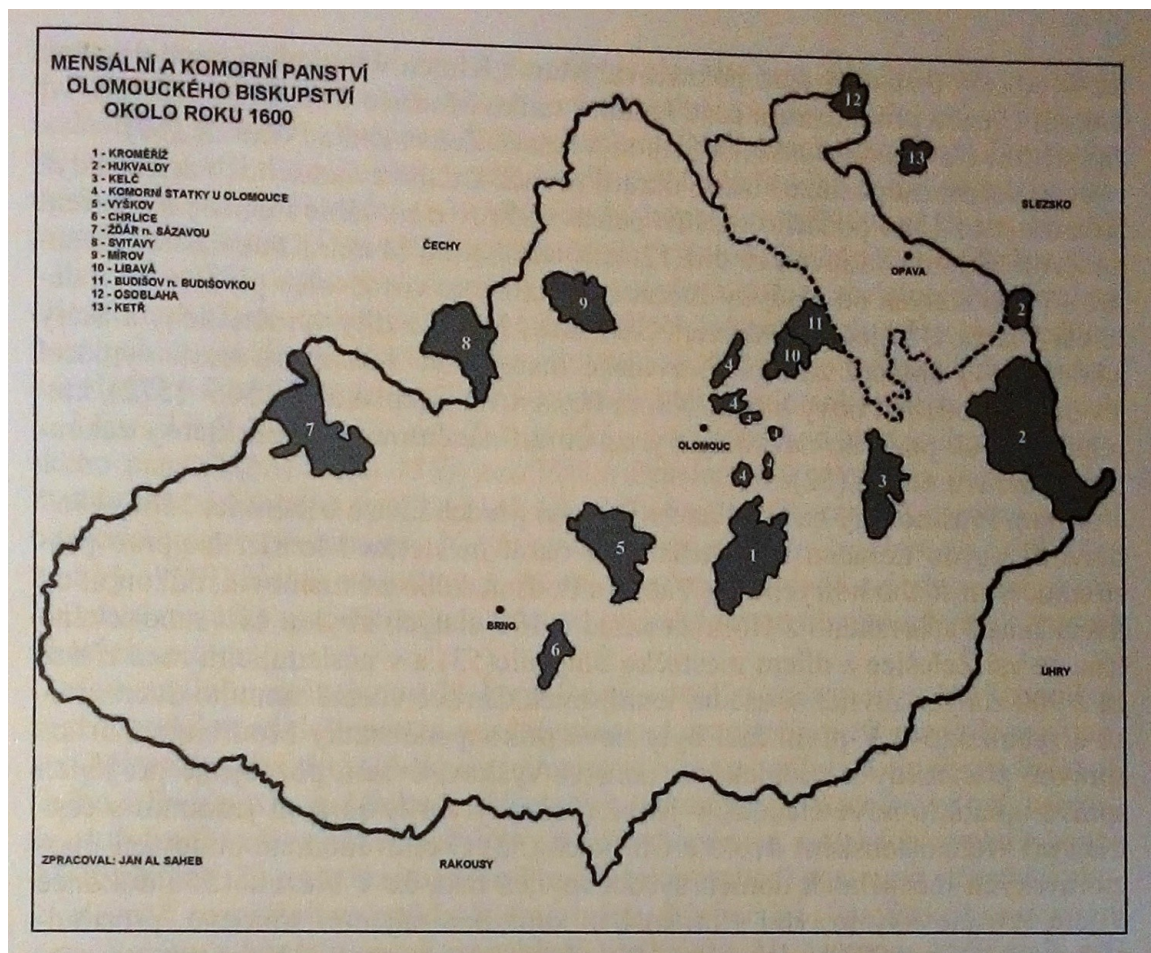 MENSÁLNÍ A KOMORNÍ PANSTVÍ
OLOMOUCKÉHO BISKUPSTVÍ
OKOLO ROKU 1600
1 - KROMĚŘÍŽ
2 - HUKVALDY
3 - KELČ
4 - KOMORNÍ STATKY U OLOMOUCE
5 - VYŠKOV
6 - CHRLICE
7 - ŽĎÁR n. SÁZAVOU
8 - SVITAVY
9 - MÍROV
10 - LIBAVÁ
11 - BUDIŠOV n. BUDIŠOVKOU
12 - OSOBLAHA
13 - KETŘ
12
13
SLEZSKO
ČECHY
OPAVA
9
11
2
8
10
4
4
7
OLOMOUC
2
4
3
5
1
BRNO
6
UHRY
ZPRACOVAL: JAN AL SAHEB
RAKOUSY